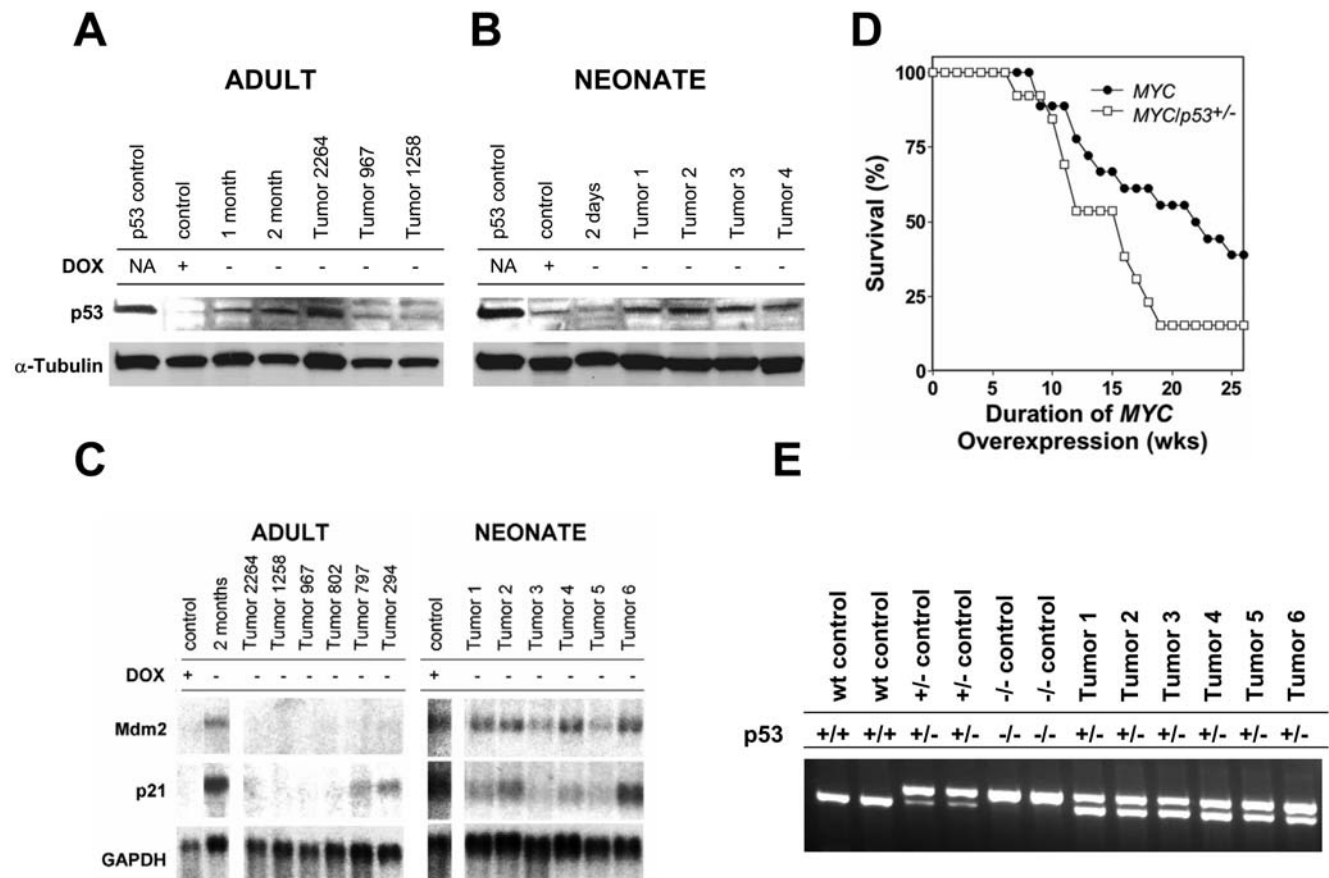 A
ADULT
p53 control
control
1 month
2 month
Tumor 2264
Tumor 967
Tumor 1258
DOX NA + - - - - -
p53
α-Tubulin
B
NEONATE
p53 control
control
2 days
Tumor 1
Tumor 2
Tumor 3
Tumor 4
NA + - - - - -
C
ADULT
control
2 months
Tumor 2264
Tumor 1258
Tumor 967
Tumor 802
Tumor 797
Tumor 294
NEONATE
control
Tumor 1
Tumor 2
Tumor 3
Tumor 4
Tumor 5
Tumor 6
DOX + - - - - - - - + - - - - - -
Mdm2
p21
GAPDH
D
MYC
MYC/p53+/-
Survival (%)
100
75
50
25
0
0 5 10 15 20 25
Duration of MYC
Overexpression (wks)
E
wt control
wt control
+/- control
+/- control
-/- control
-/- control
Tumor 1
Tumor 2
Tumor 3
Tumor 4
Tumor 5
Tumor 6
p53 +/+ +/+ +/- +/- -/- -/- +/- +/- +/- +/- +/- +/-